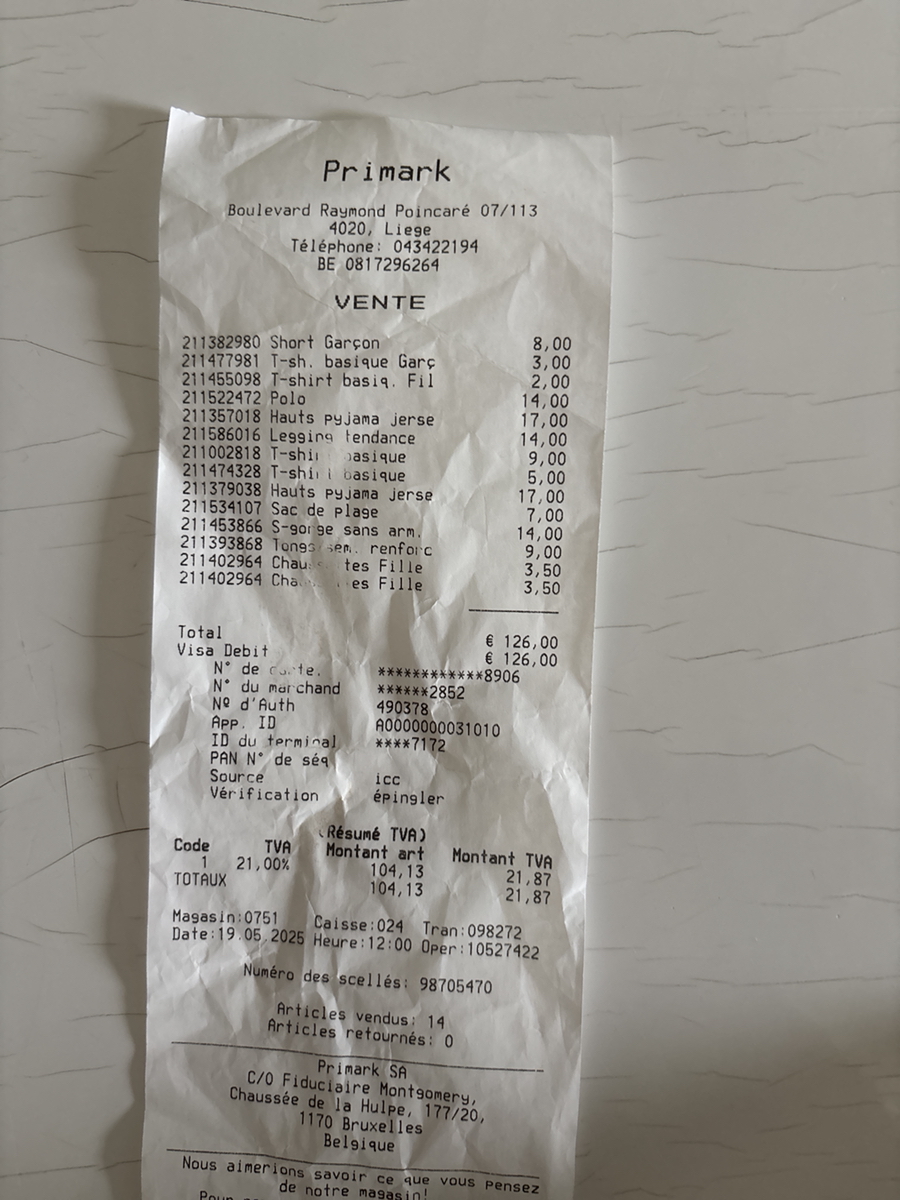 Primark
Boulevard Raymond Poincaré 07/113
4020, Liege
Téléphone: 043422194
BE 0817296264
VENTE
211382980 Short Garçon 8,00
211477981 T-sh. basique Garç 3,00
211455098 T-shirt basiq. Fil 2,00
211522472 Polo 14,00
211357018 Hauts pyjama jerse 17,00
211586016 Legging tendance 14,00
211002818 T-shirt basique 9,00
211474328 T-shirt basique 5,00
211379038 Hauts pyjama jerse 17,00
211534107 Sac de plage 7,00
211453866 S-gorge sans arm. 14,00
211393868 Tongs sem. renforc 9,00
211402964 Fille 3,50
211402964 Fille 3,50
Total € 126,00
Visa Debit € 126,00
N° de carte. ************8906
N° du marchand ******2852
Nº d'Auth 490378
App. ID A0000000031010
ID du terminal ****7172
PAN N° de séq
Source icc
Vérification épingler
(Résumé TVA)
Code TVA Montant art Montant TVA
1 21,00% 104,13 21,87
TOTAUX 104,13 21,87
Magasin:0751 Caisse:024 Tran:098272
Date:19.05.2025 Heure:12:00 Oper:10527422
Numéro des scellés: 98705470
Articles vendus: 14
Articles retournés: 0
Primark SA
C/O Fiduciaire Montgomery,
Chaussée de la Hulpe, 177/20,
1170 Bruxelles
Belgique
Nous aimerions savoir ce que vous pensez
de notre magasin!
Pour